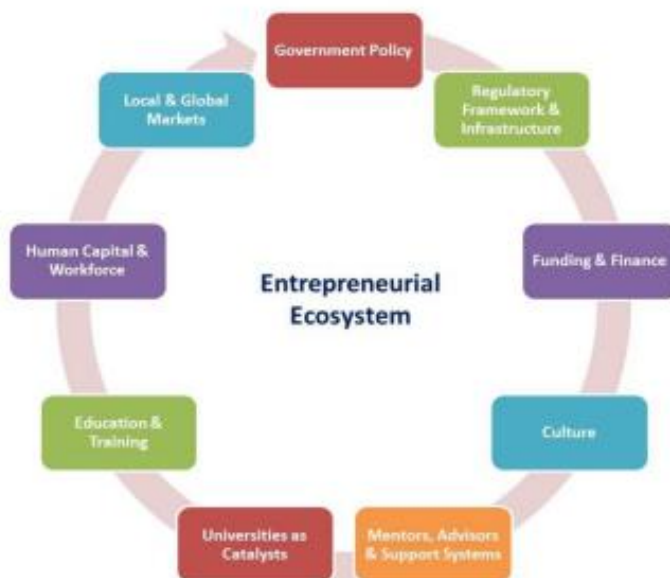 Government Policy
Regulatory
Framework &
Infrastructure
Funding & Finance
Culture
Mentors, Advisors
& Support Systems
Universities as
Catalysts
Education &
Training
Human Capital &
Workforce
Local & Global
Markets
Entrepreneurial
Ecosystem